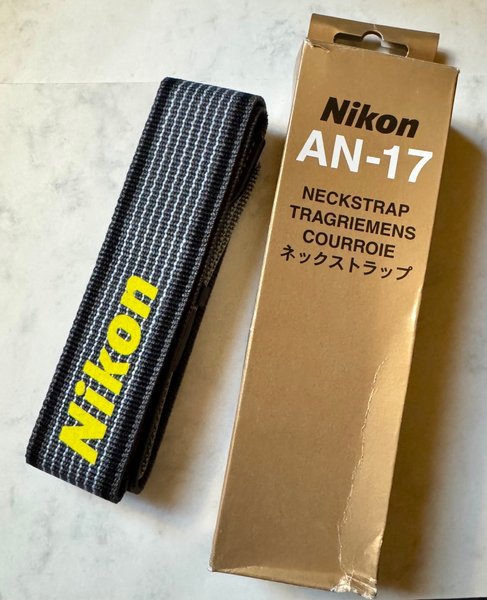 Nikon
Nikon
AN-17
NECKSTRAP
TRAGRIEMENS
COURROIE
ネックストラップ